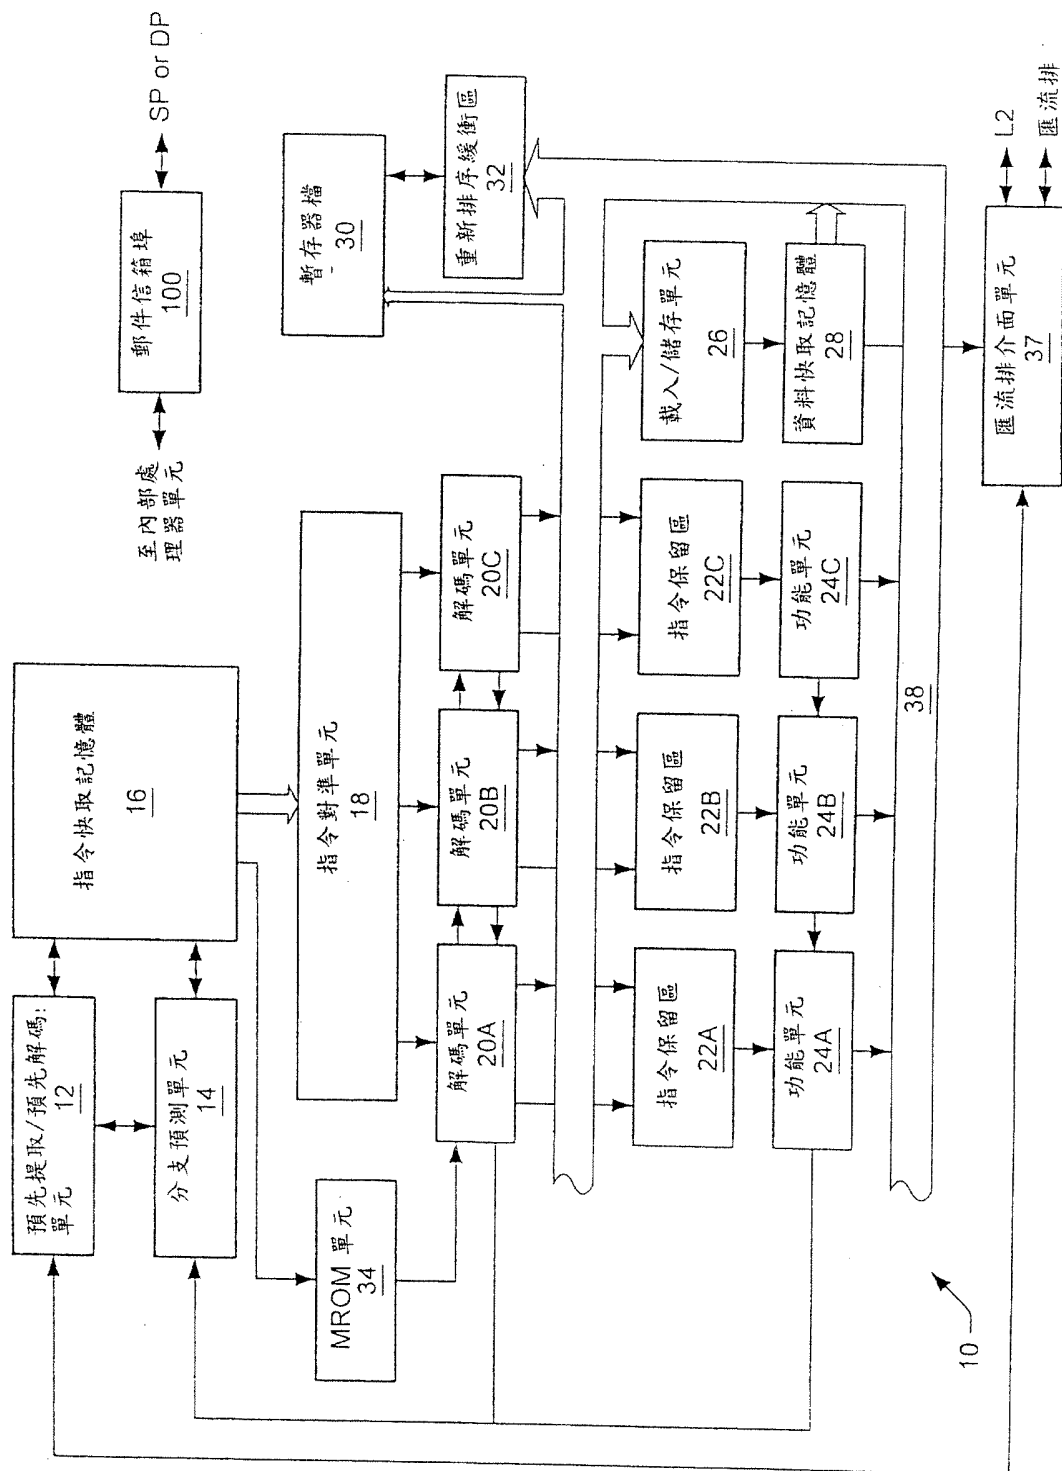 預先提取/預先解碼
單元
12
分支預測單元
14
指令快取記憶體
16
郵件信箱埠
100
SP or DP
至內部處
理器單元
MROM 單元
34
指令對準單元
18
暫存器檔
30
重新排序緩衝區
32
解碼單元
20A
解碼單元
20B
解碼單元
20C
指令保留區
22A
指令保留區
22B
指令保留區
22C
載入/儲存單元
26
功能單元
24A
功能單元
24B
功能單元
24C
資料快取記憶體
28
38
10
匯流排介面單元
37
L2
匯流排